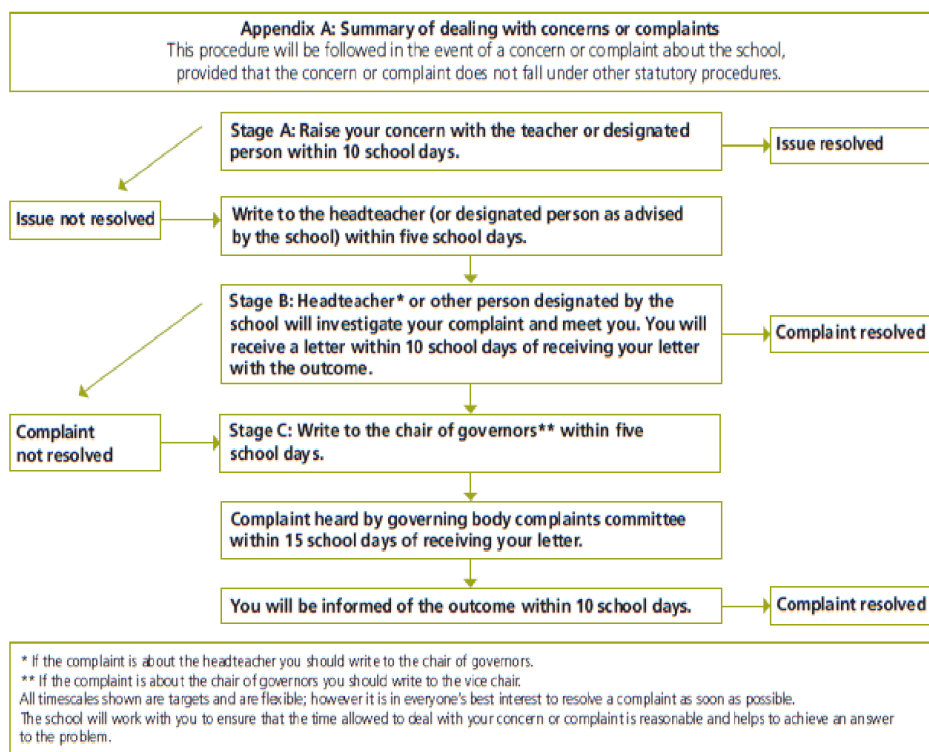 Appendix A: Summary of dealing with concerns or complaints
This procedure will be followed in the event of a concern or complaint about the school,
provided that the concern or complaint does not fall under other statutory procedures.
Stage A: Raise your concern with the teacher or designated
person within 10 school days.
Issue resolved
Issue not resolved
Write to the headteacher (or designated person as advised
by the school) within five school days.
Stage B: Headteacher* or other person designated by the
school will investigate your complaint and meet you. You will
receive a letter within 10 school days of receiving your letter
with the outcome.
Complaint resolved
Complaint
not resolved
Stage C: Write to the chair of governors** within five
school days.
Complaint heard by governing body complaints committee
within 15 school days of receiving your letter.
You will be informed of the outcome within 10 school days.
Complaint resolved
* If the complaint is about the headteacher you should write to the chair of governors.
** If the complaint is about the chair of governors you should write to the vice chair.
All timescales shown are targets and are flexible; however it is in everyone's best interest to resolve a complaint as soon as possible.
The school will work with you to ensure that the time allowed to deal with your concern or complaint is reasonable and helps to achieve an answer
to the problem.